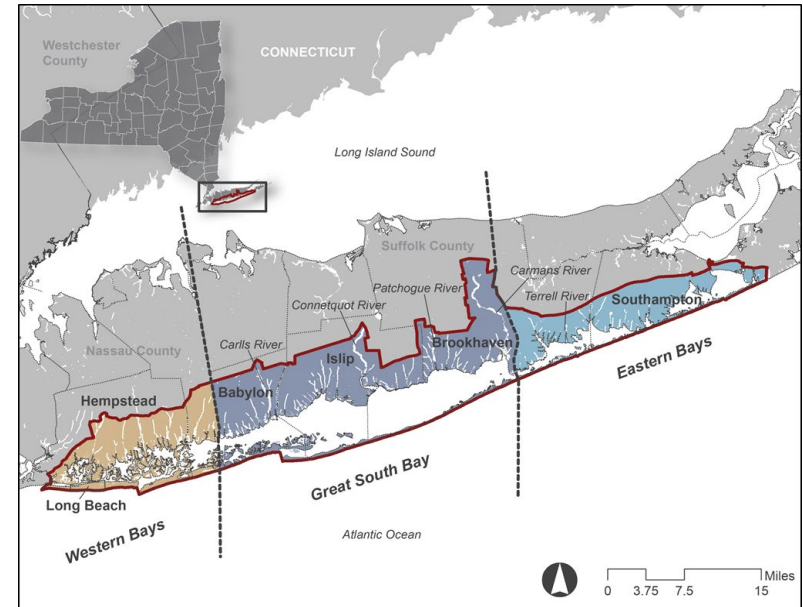 Westchester
County
CONNECTICUT
Long Island Sound
Suffolk County
Carmans River
Patchogue River
Terrell River
Connetquot River
Southampton
Carlls River
Brookhaven
Nassau County
Islip
Eastern Bays
Babylon
Hempstead
Great South Bay
Long Beach
Western Bays
Atlantic Ocean
Miles
0 3.75 7.5 15